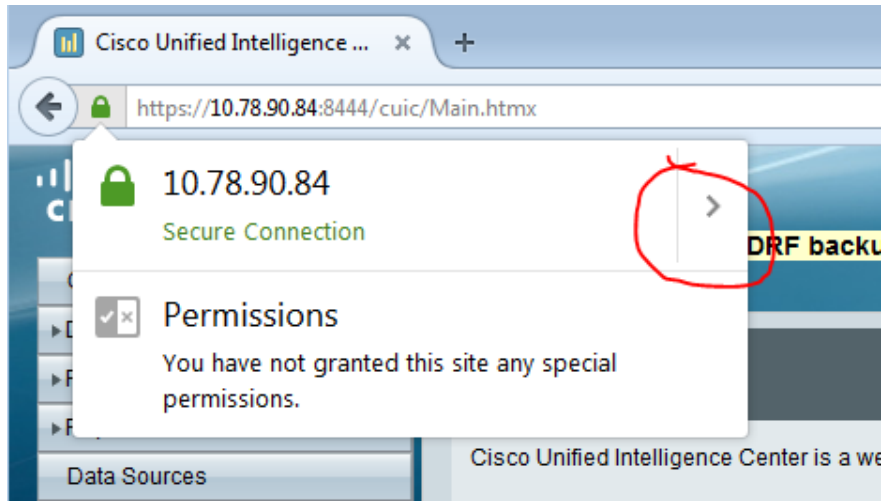 Cisco Unified Intelligence ...
https://10.78.90.84:8444/cuic/Main.htmx
10.78.90.84
Secure Connection
DRF backu
Permissions
You have not granted this site any special
permissions.
Data Sources
Cisco Unified Intelligence Center is a we